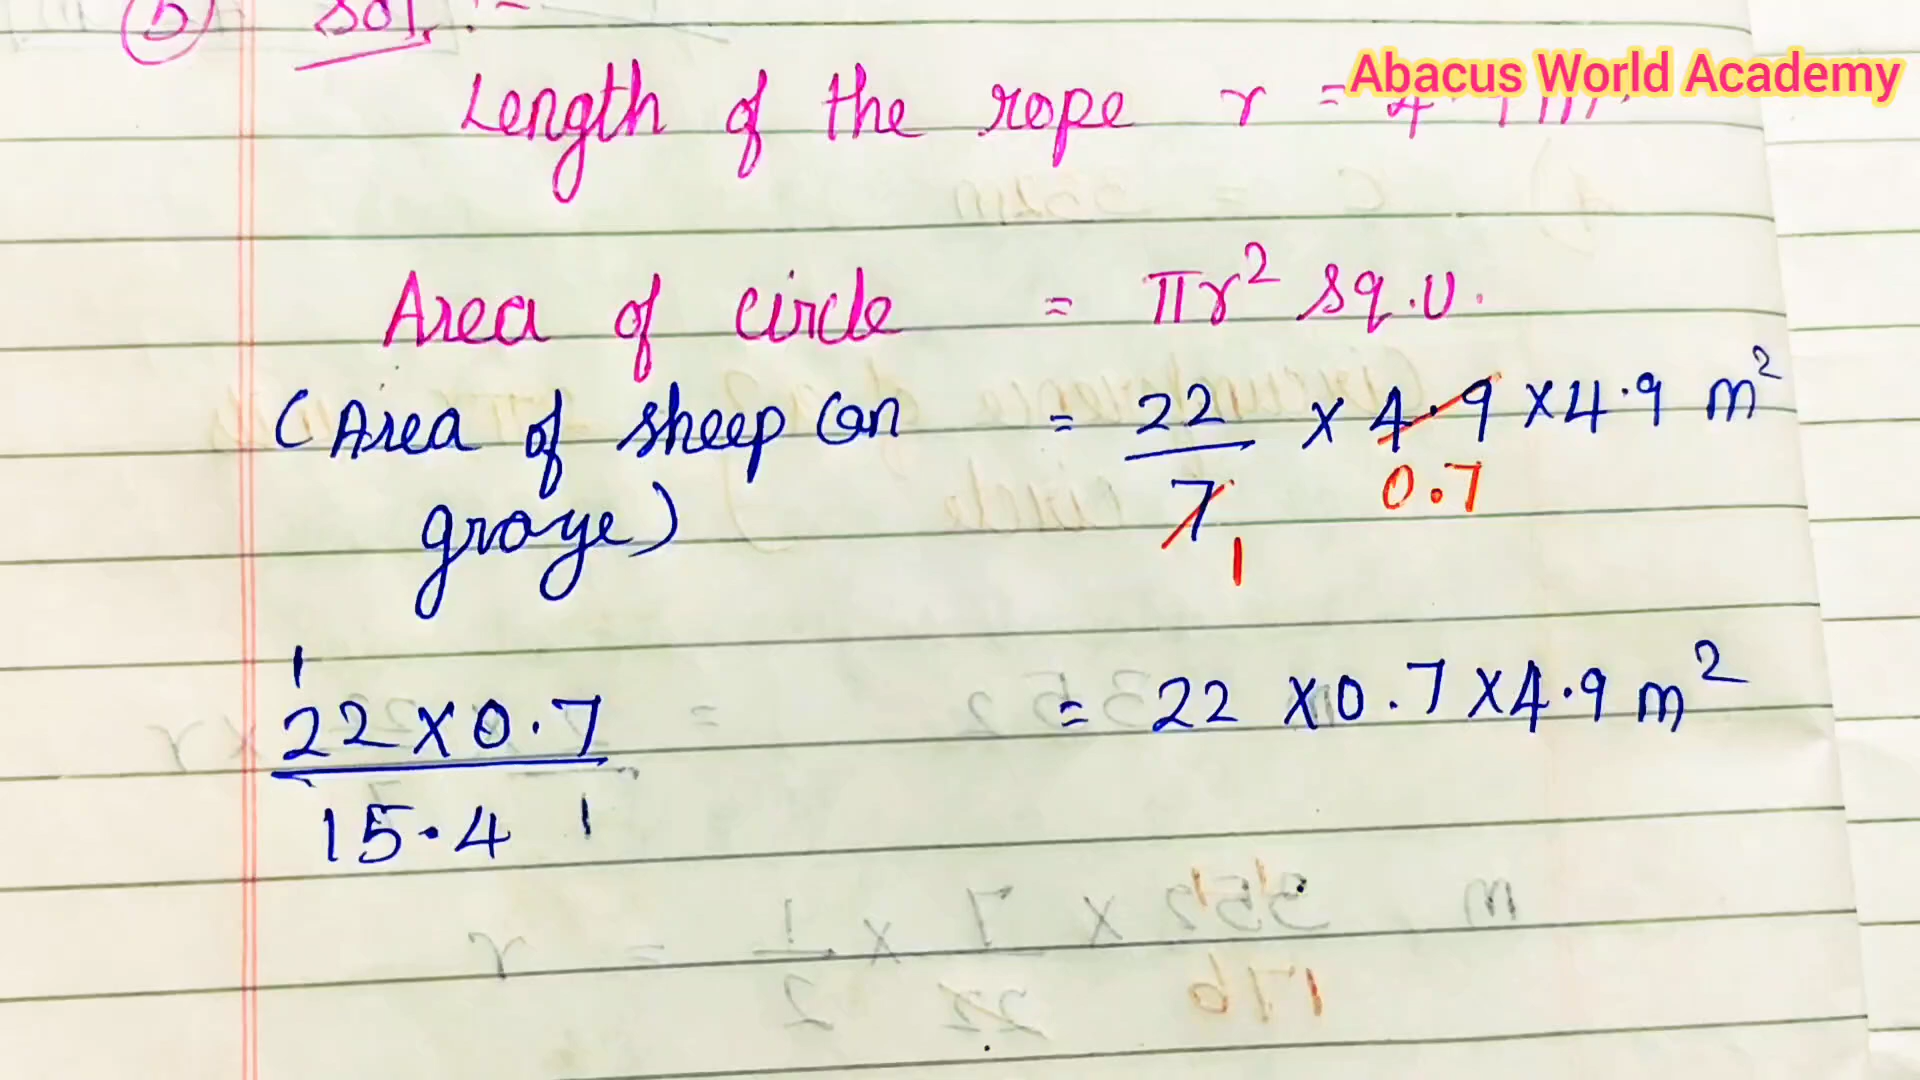 5 Sol :-
Abacus World Academy
Length of the rope r =
Area of circle = πr² sq.u.
(Area of sheep can = 22/7 × 4.9 × 4.9 m²
0.7
graze)
1
1
22 × 0.7 = 22 × 0.7 × 4.9 m²
15.4 1